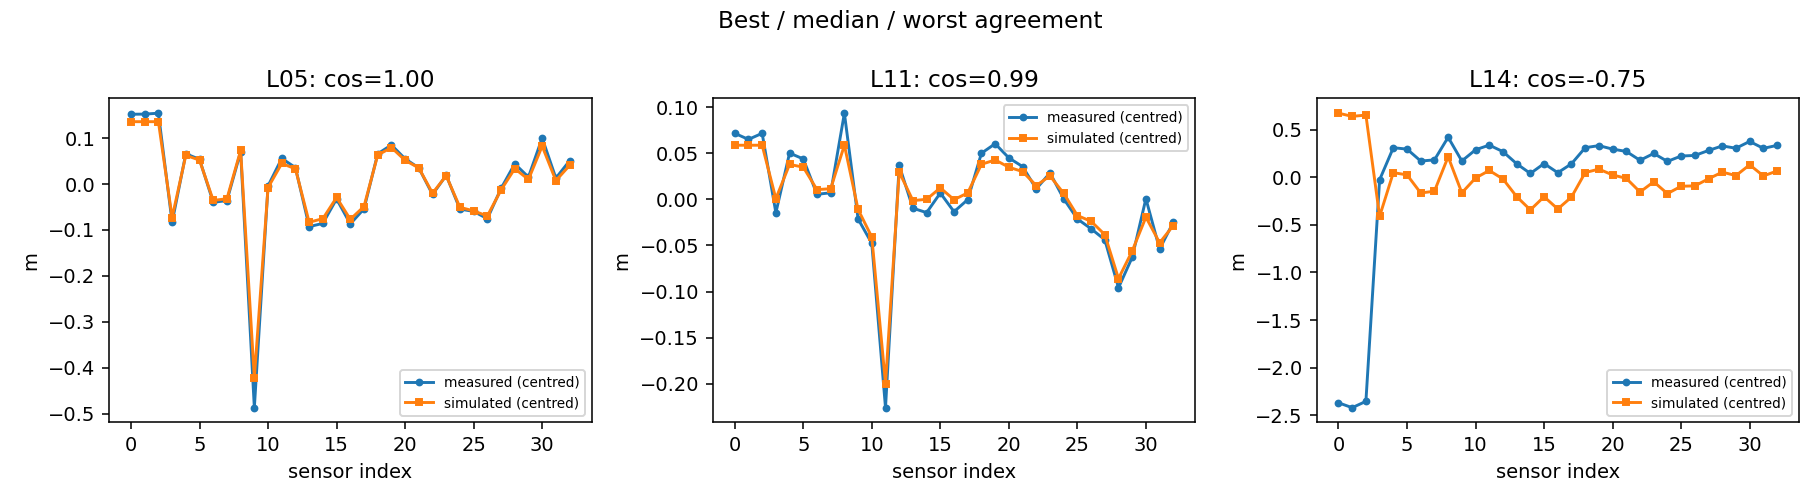 Best / median / worst agreement
L05: cos=1.00
0.1
0.0
−0.1
−0.2
−0.3
−0.4
−0.5
m
0
5
10
15
20
25
30
sensor index
measured (centred)
simulated (centred)
L11: cos=0.99
0.10
0.05
0.00
−0.05
−0.10
−0.15
−0.20
m
0
5
10
15
20
25
30
sensor index
measured (centred)
simulated (centred)
L14: cos=-0.75
0.5
0.0
−0.5
−1.0
−1.5
−2.0
−2.5
m
0
5
10
15
20
25
30
sensor index
measured (centred)
simulated (centred)